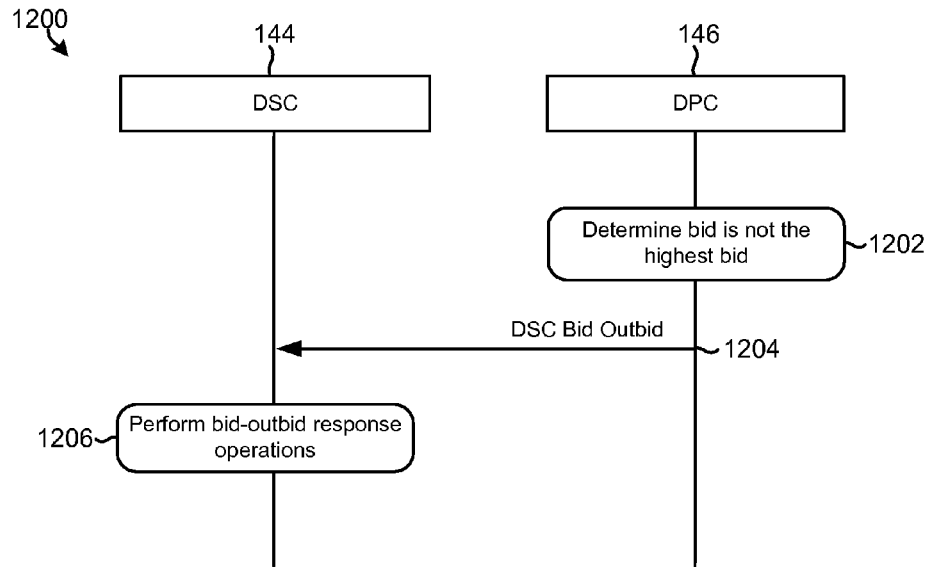 1200
144
146
DSC
DPC
Determine bid is not the
highest bid
1202
DSC Bid Outbid
1204
Perform bid-outbid response
operations
1206